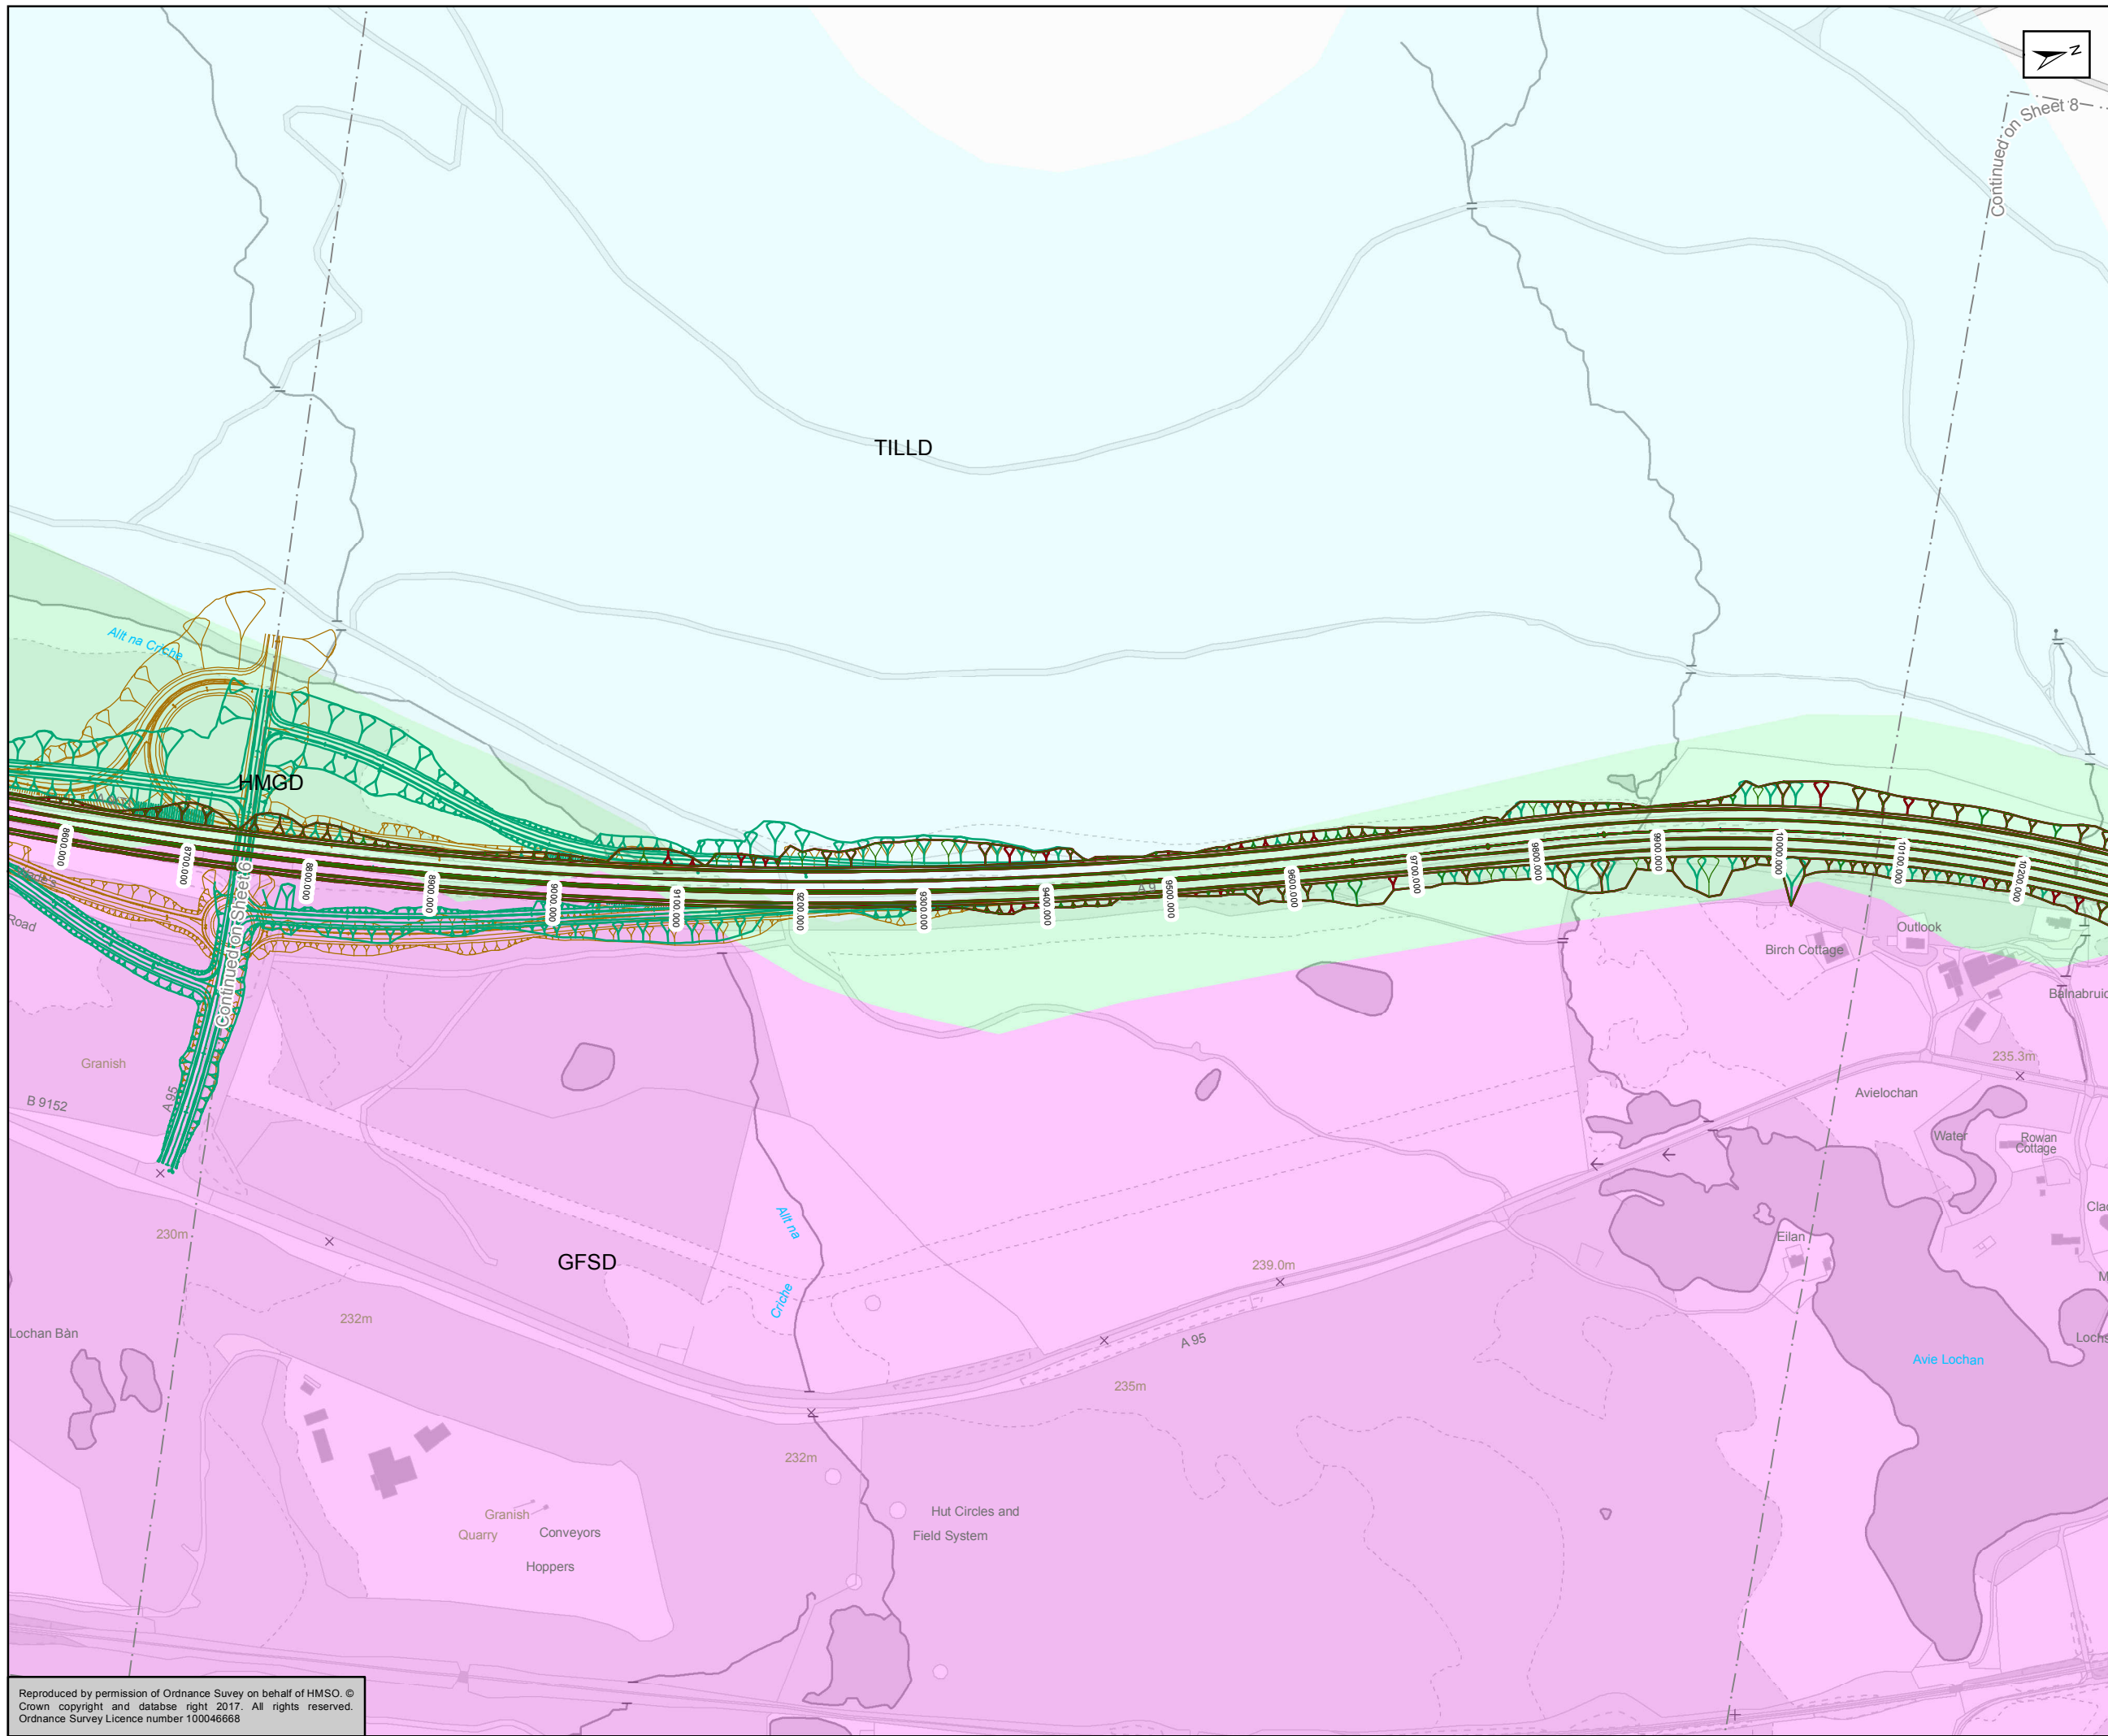 N
Continued on Sheet 8
TILLD
Allt na Criche
HMGD
8600.000
8700.000
8800.000
8900.000
9000.000
9100.000
9200.000
9300.000
9400.000
9500.000
9600.000
9700.000
9800.000
9900.000
10000.000
10100.000
10200.000
A 9
Road
Continued on Sheet 6
Outlook
Birch Cottage
Granish
B 9152
A 95
235.3m
Avielochan
Water
Rowan
Cottage
230m
Allt na
Criche
GFSD
Eilan
239.0m
232m
Lochan Bàn
A 95
235m
Avie Lochan
232m
Granish
Quarry
Conveyors
Hoppers
Hut Circles and
Field System
Reproduced by permission of Ordnance Suvey on behalf of HMSO. ©
Crown copyright and databse right 2017. All rights reserved.
Ordnance Survey Licence number 100046668